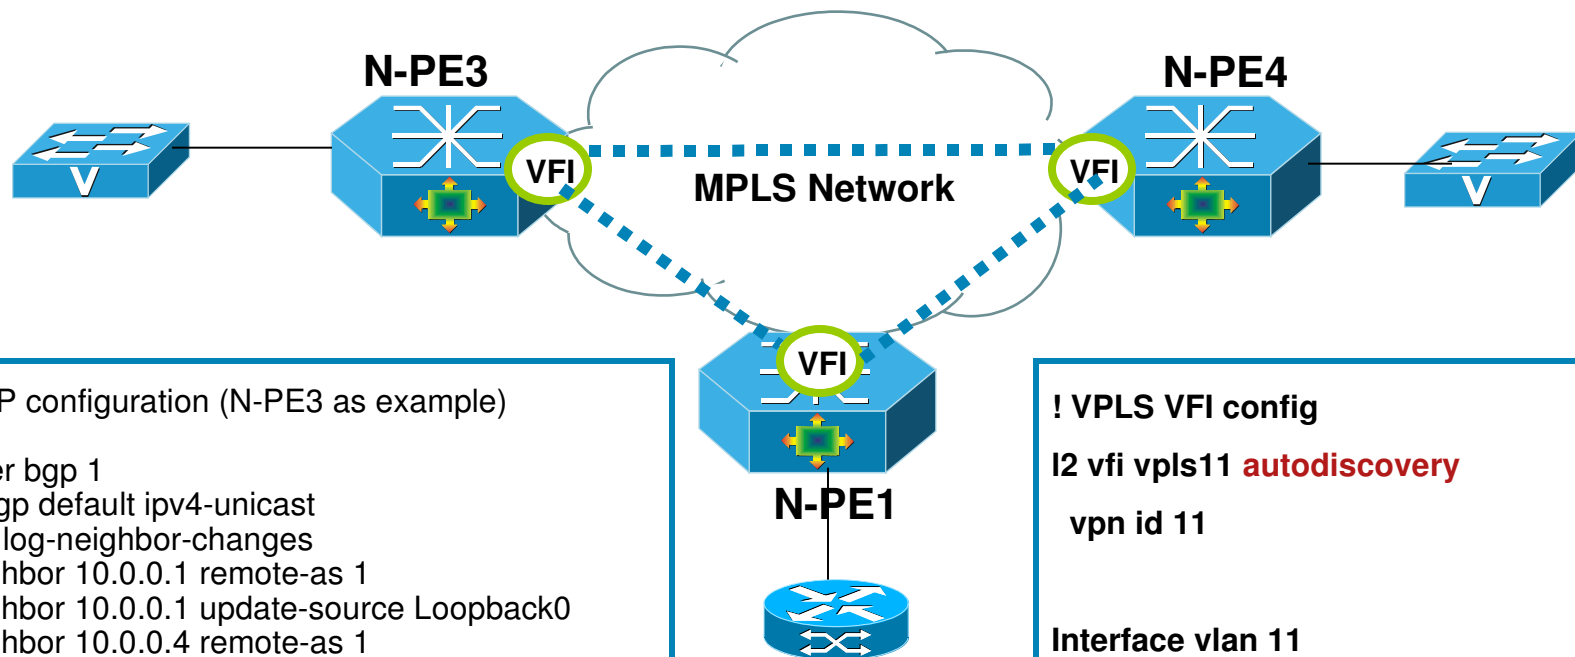 N-PE3
N-PE4
VFI
VFI
MPLS Network
VFI
N-PE1
P configuration (N-PE3 as example)
er bgp 1
gp default ipv4-unicast
log-neighbor-changes
hbor 10.0.0.1 remote-as 1
hbor 10.0.0.1 update-source Loopback0
hbor 10.0.0.4 remote-as 1
! VPLS VFI config
l2 vfi vpls11 autodiscovery
vpn id 11
Interface vlan 11